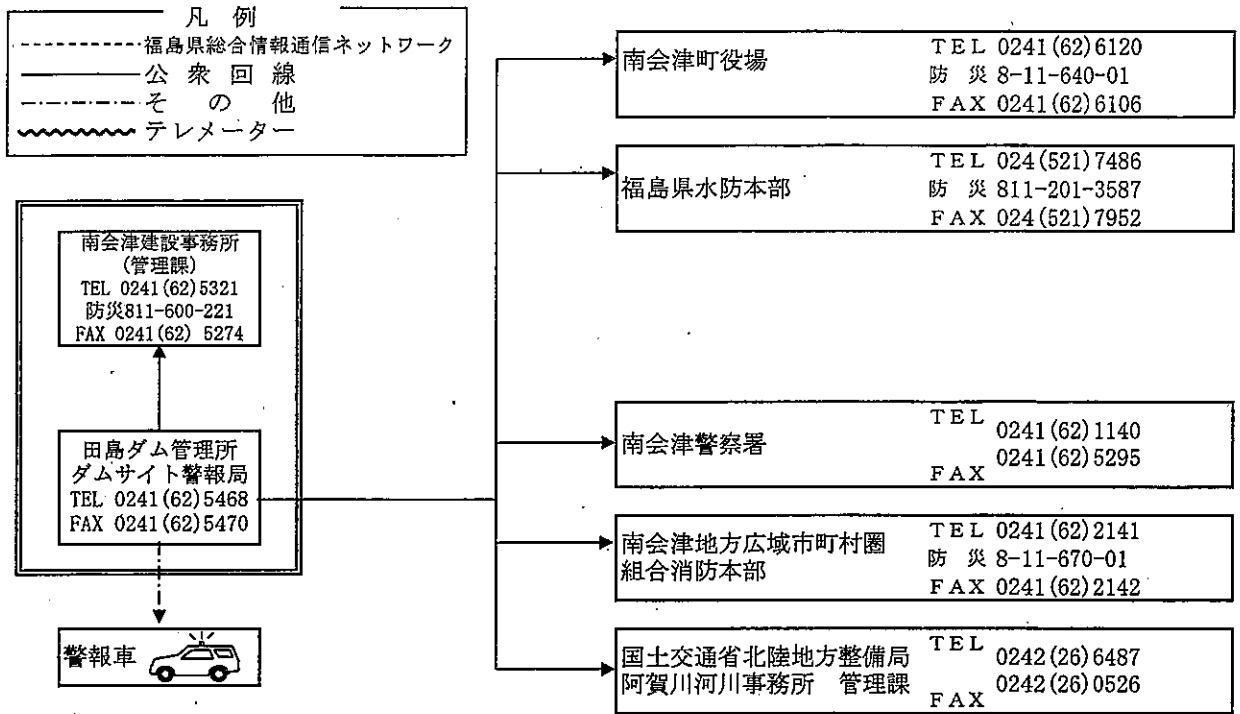 凡 例
福島県総合情報通信ネットワーク
公 衆 回 線
そ の 他
テレメーター
南会津建設事務所
(管理課)
TEL 0241(62)5321
防災811-600-221
FAX 0241(62) 5274
田島ダム管理所
ダムサイト警報局
TEL 0241(62)5468
FAX 0241(62)5470
警報車
南会津町役場
TEL 0241(62)6120
防 災 8-11-640-01
FAX 0241(62)6106
福島県水防本部
TEL 024(521)7486
防 災 811-201-3587
FAX 024(521)7952
南会津警察署
TEL
0241(62)1140
0241(62)5295
FAX
南会津地方広域市町村圏
組合消防本部
TEL 0241(62)2141
防 災 8-11-670-01
FAX 0241(62)2142
国土交通省北陸地方整備局
阿賀川河川事務所 管理課
TEL
0242(26)6487
0242(26)0526
FAX